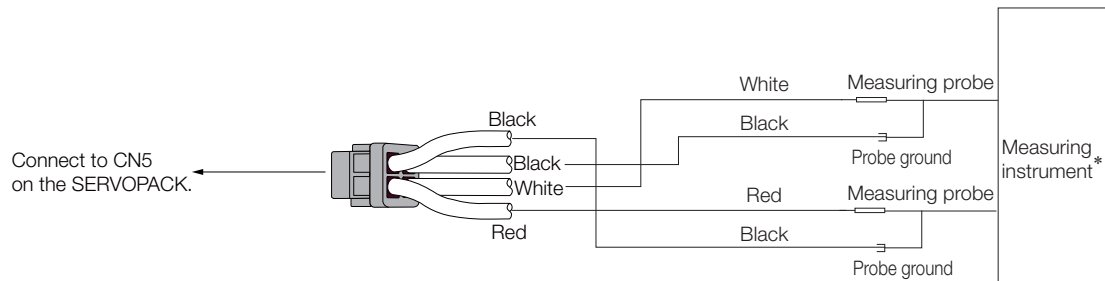 White
Measuring probe
Black
Black
Probe ground
Connect to CN5
on the SERVOPACK.
Black
White
Measuring
instrument*
Measuring probe
Red
Red
Black
Probe ground